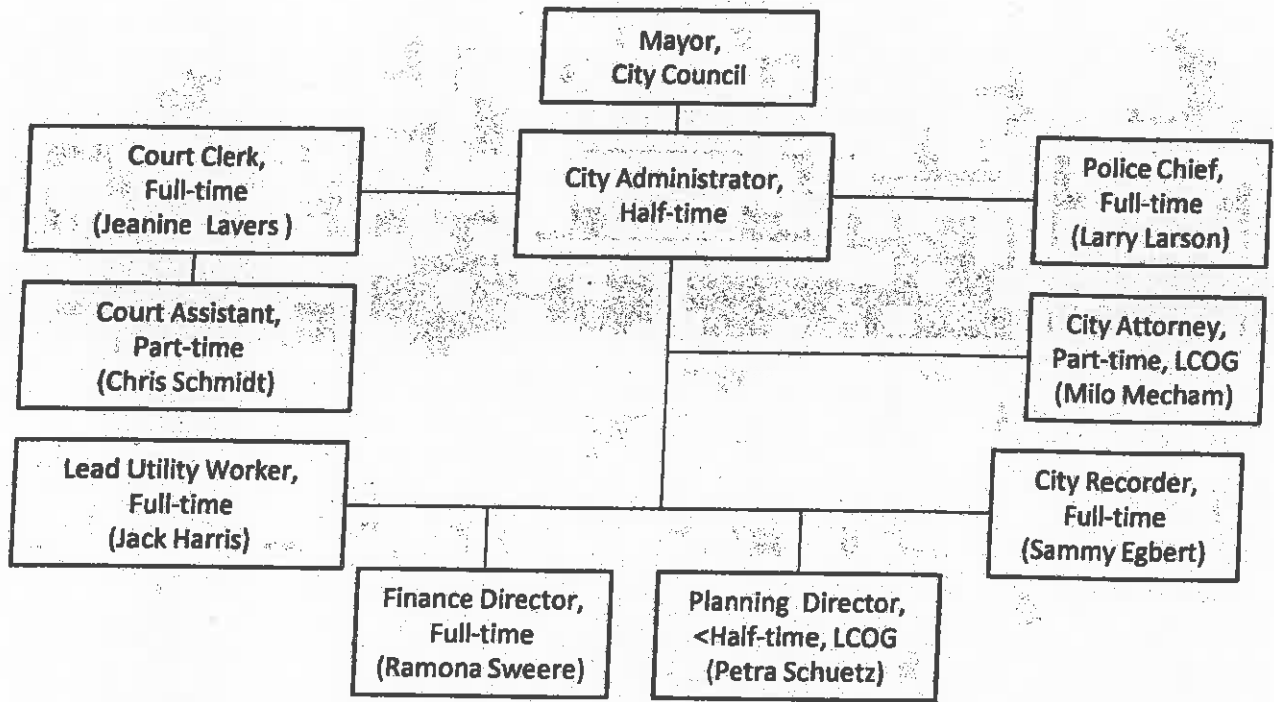 Mayor,
City Council
Court Clerk,
Full-time
(Jeanine Lavers )
City Administrator,
Half-time
Police Chief,
Full-time
(Larry Larson)
Court Assistant,
Part-time
(Chris Schmidt)
City Attorney,
Part-time, LCOG
(Milo Mecham)
Lead Utility Worker,
Full-time
(Jack Harris)
City Recorder,
Full-time
(Sammy Egbert)
Finance Director,
Full-time
(Ramona Sweere)
Planning Director,
<Half-time, LCOG
(Petra Schuetz)